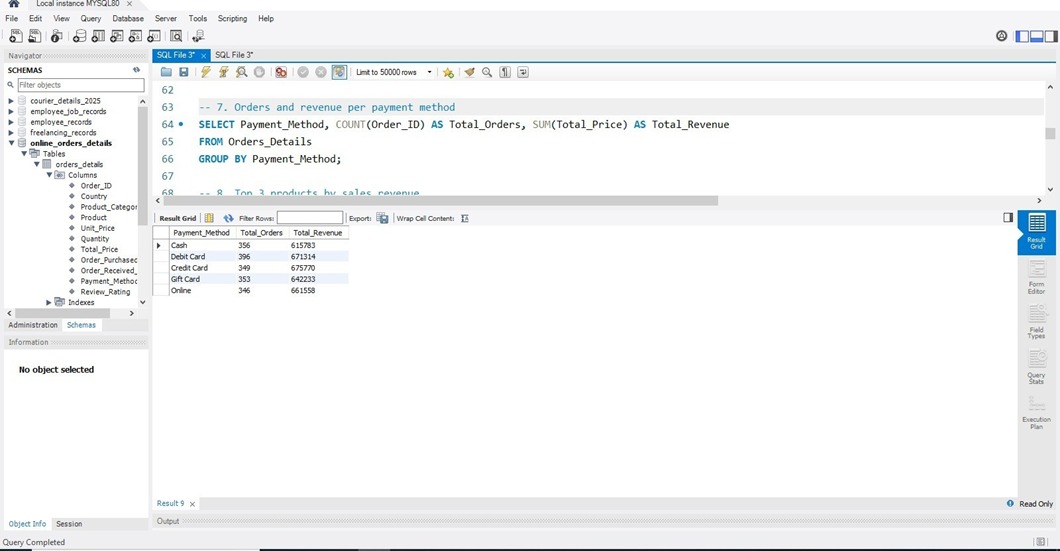 Local instance MYSQL80 ×
File Edit View Query Database Server Tools Scripting Help
Navigator
SCHEMAS
Filter objects
courier_details_2025
employee_job_records
employee_records
freelancing_records
online_orders_details
Tables
orders_details
Columns
Order_ID
Country
Product_Categor
Product
Unit_Price
Quantity
Total_Price
Order_Purchased
Order_Received_
Payment_Method
Review_Rating
Indexes
Administration Schemas
Information
No object selected
Object Info Session
Query Completed
SQL File 3* × SQL File 3*
Limit to 50000 rows
62
63 -- 7. Orders and revenue per payment method
64 SELECT Payment_Method, COUNT(Order_ID) AS Total_Orders, SUM(Total_Price) AS Total_Revenue
65 FROM Orders_Details
66 GROUP BY Payment_Method;
67
68 -- 8. Top 3 products by sales revenue
Result Grid Filter Rows: Export: Wrap Cell Content:
Payment_Method Total_Orders Total_Revenue
Cash 356 615783
Debit Card 396 671314
Credit Card 349 675770
Gift Card 353 642233
Online 346 661558
Result Grid
Form Editor
Field Types
Query Stats
Execution Plan
Result 9 × Read Only
Output